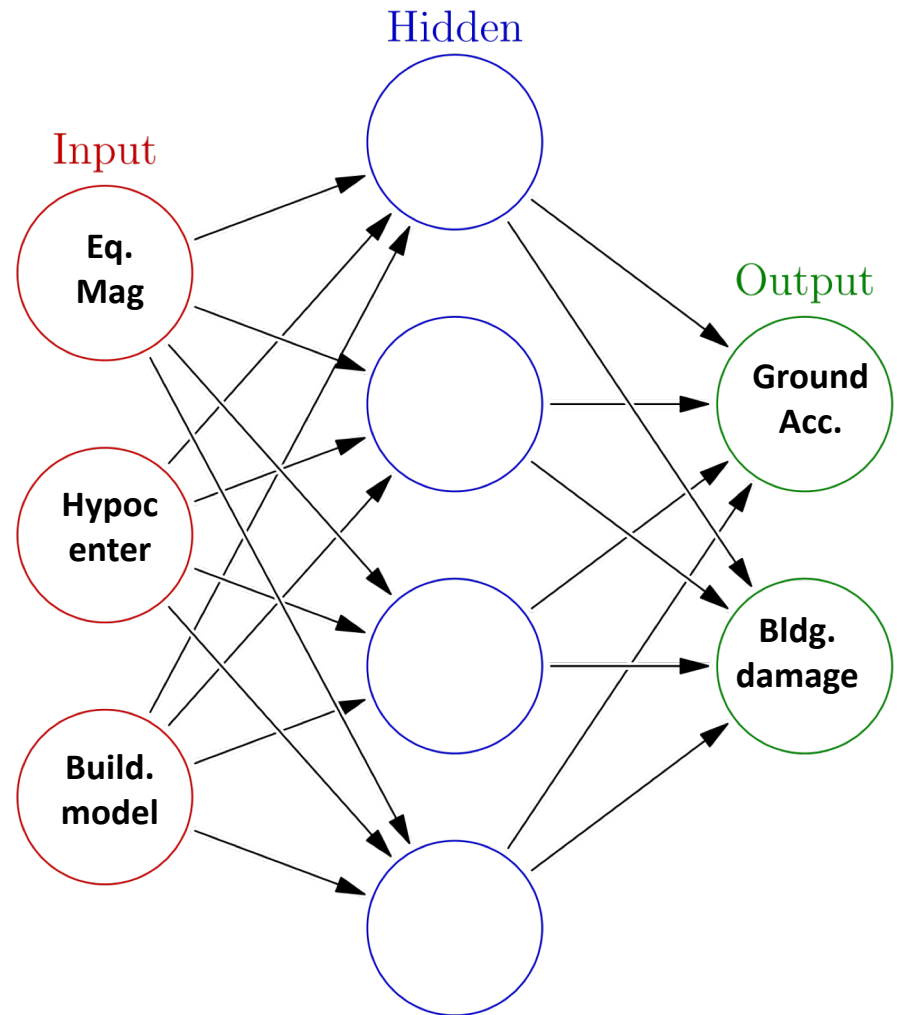 Hidden
Input
Eq.
Mag
Hypoc
enter
Build.
model
Output
Ground
Acc.
Bldg.
damage